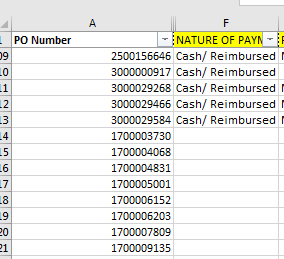 A F
1 PO Number NATURE OF PAYM
09 2500156646 Cash/ Reimbursed
10 3000000917 Cash/ Reimbursed
11 3000029268 Cash/ Reimbursed
12 3000029466 Cash/ Reimbursed
13 3000029584 Cash/ Reimbursed
14 1700003730
15 1700004068
16 1700004831
17 1700005001
18 1700006152
19 1700006203
20 1700007809
21 1700009135